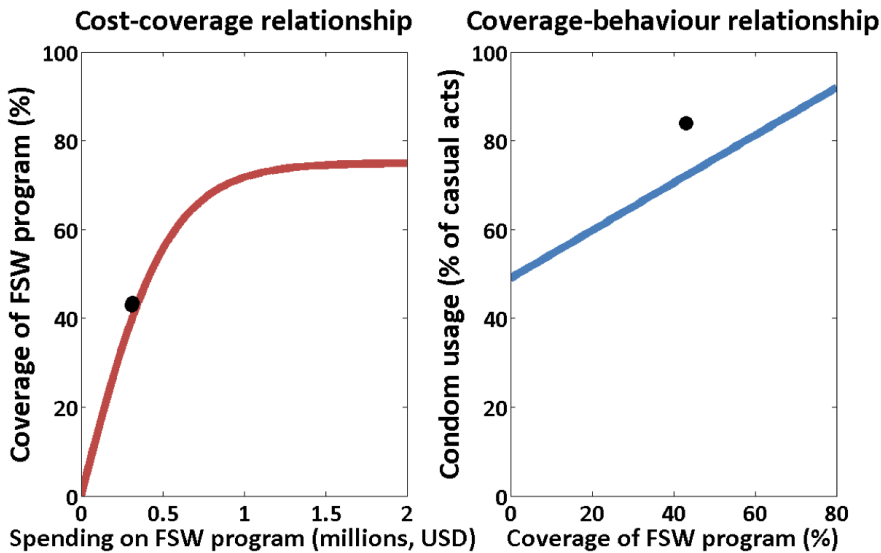 Cost-coverage relationship
Coverage of FSW program (%)
100
80
60
40
20
0
0 0.5 1 1.5 2
Spending on FSW program (millions, USD)
Coverage-behaviour relationship
Condom usage (% of casual acts)
100
80
60
40
20
0
0 20 40 60 80
Coverage of FSW program (%)